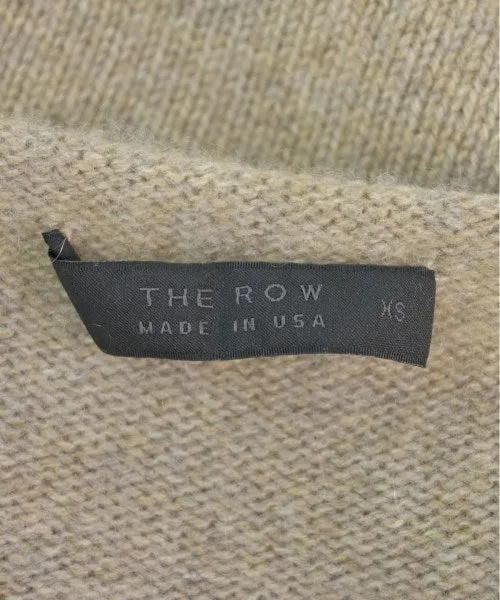 THE ROW
MADE IN USA
XS